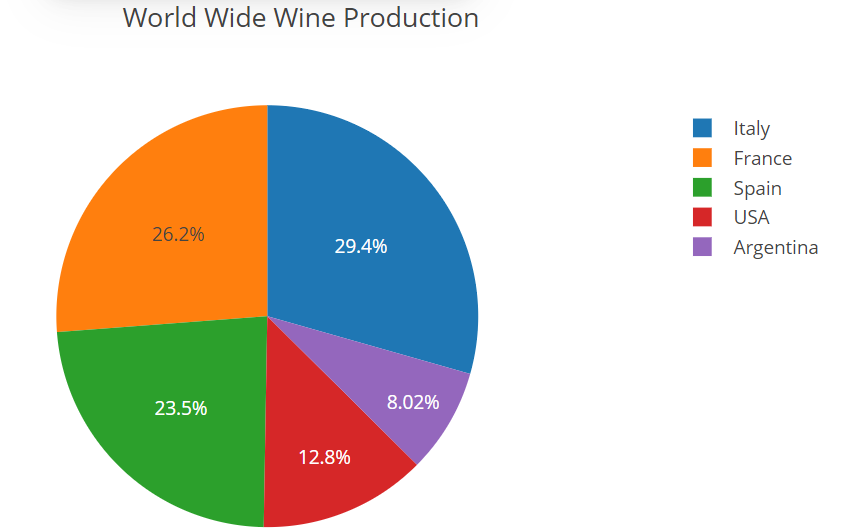 World Wide Wine Production
Italy
France
Spain
USA
Argentina
26.2%
29.4%
8.02%
23.5%
12.8%